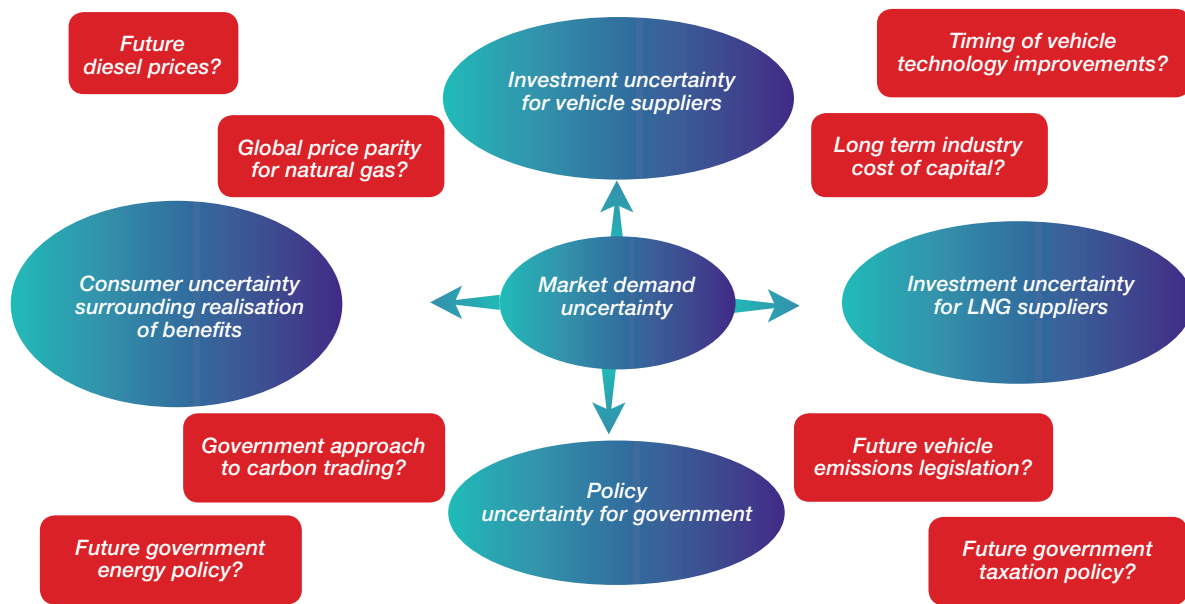 Future
diesel prices?
Investment uncertainty
for vehicle suppliers
Timing of vehicle
technology improvements?
Global price parity
for natural gas?
Long term industry
cost of capital?
Consumer uncertainty
surrounding realisation
of benefits
Market demand
uncertainty
Investment uncertainty
for LNG suppliers
Government approach
to carbon trading?
Policy
uncertainty for government
Future vehicle
emissions legislation?
Future government
energy policy?
Future government
taxation policy?